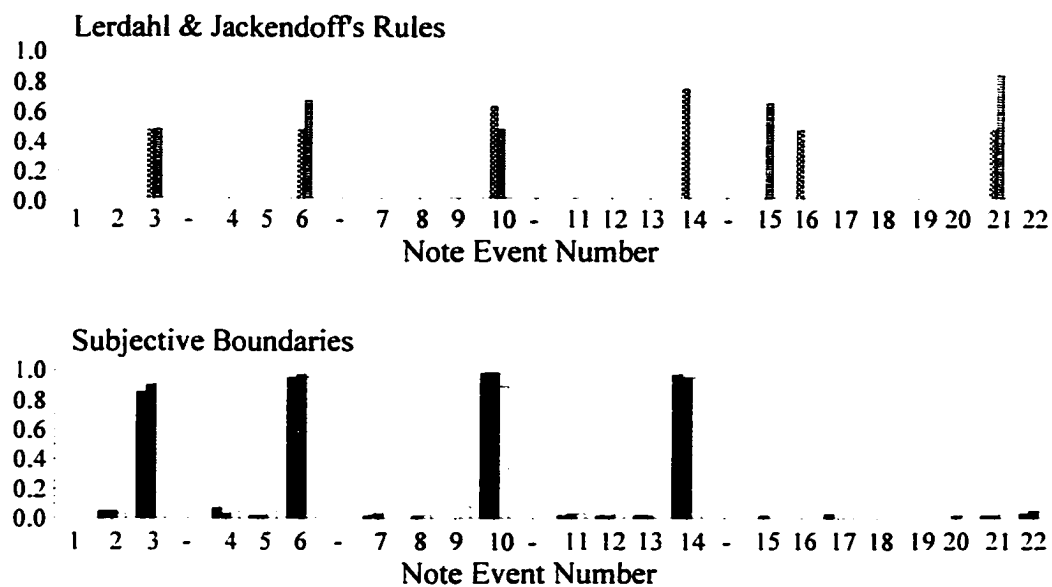 Lerdahl & Jackendoff's Rules
1.0
0.8
0.6
0.4
0.2
0.0
1 2 3 - 4 5 6 - 7 8 9 10 - 11 12 13 14 - 15 16 17 18 19 20 21 22
Note Event Number
Subjective Boundaries
1.0
0.8
0.6
0.4
0.2
0.0
1 2 3 - 4 5 6 - 7 8 9 10 - 11 12 13 14 - 15 16 17 18 19 20 21 22
Note Event Number